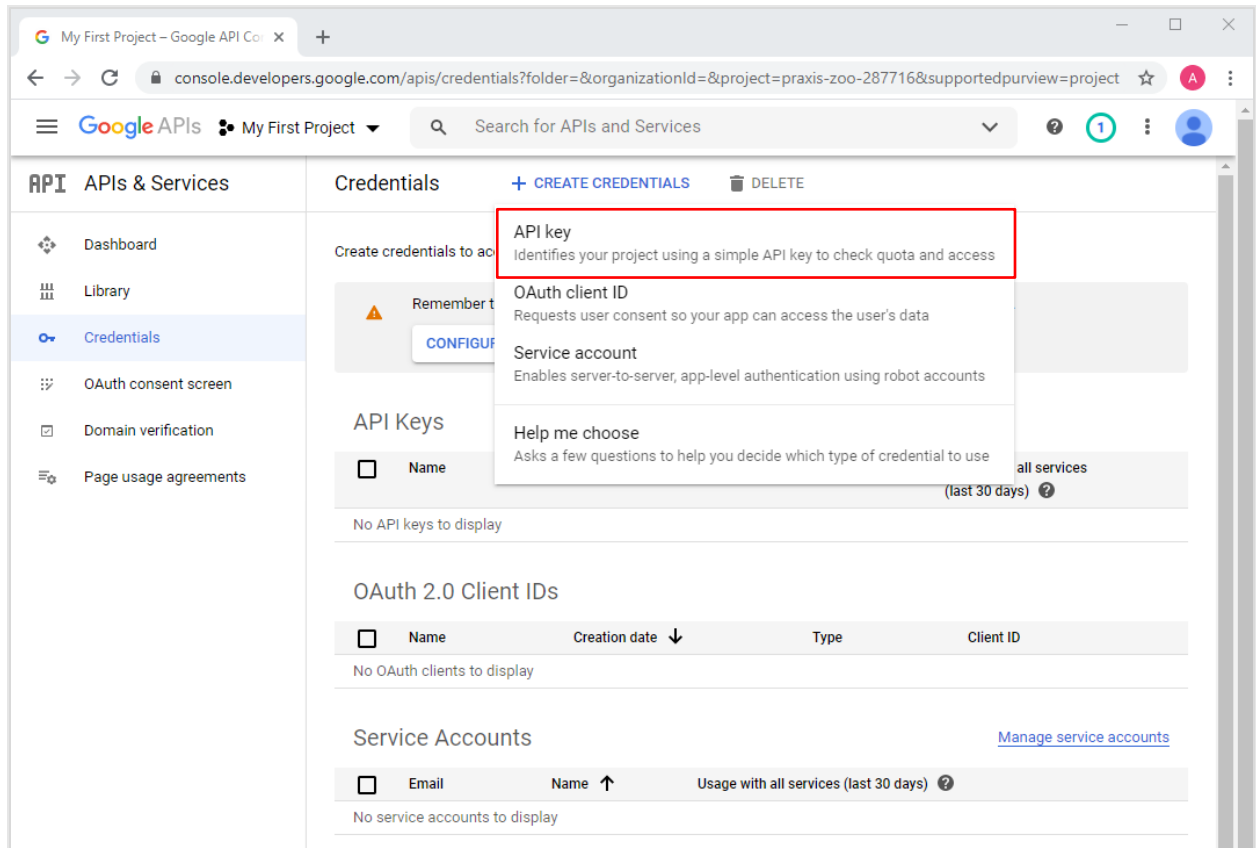 My First Project – Google API Co
console.developers.google.com/apis/credentials?folder=&organizationId=&project=praxis-zoo-287716&supportedpurview=project
A
Google APIs
My First Project
Search for APIs and Services
1
API APIs & Services
Credentials
CREATE CREDENTIALS
DELETE
Dashboard
Library
Credentials
OAuth consent screen
Domain verification
Page usage agreements
Create credentials to ac
Remember t
CONFIGUR
API key
Identifies your project using a simple API key to check quota and access
OAuth client ID
Requests user consent so your app can access the user's data
Service account
Enables server-to-server, app-level authentication using robot accounts
Help me choose
Asks a few questions to help you decide which type of credential to use
API Keys
Name
all services
(last 30 days)
No API keys to display
OAuth 2.0 Client IDs
Name Creation date Type Client ID
No OAuth clients to display
Service Accounts
Manage service accounts
Email Name Usage with all services (last 30 days)
No service accounts to display